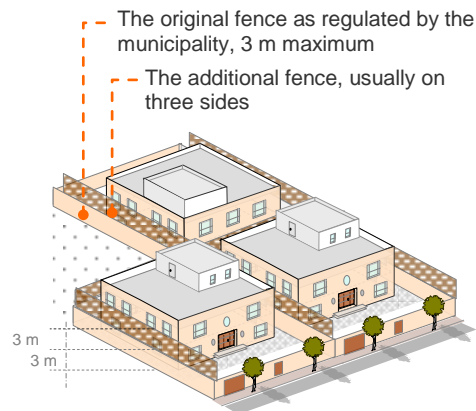 The original fence as regulated by the
municipality, 3 m maximum
The additional fence, usually on
three sides
3 m
3 m